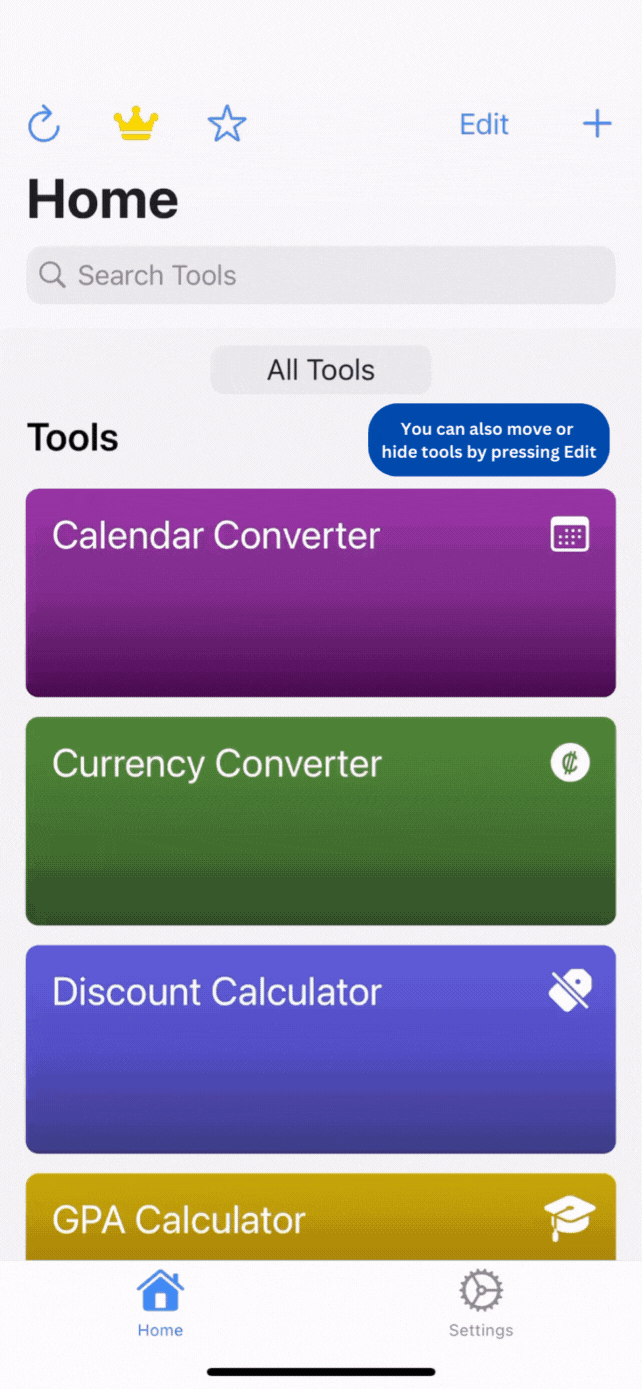 Edit
Home
Search Tools
All Tools
Tools
You can also move or
hide tools by pressing Edit
Calendar Converter
Currency Converter
₡
Discount Calculator
GPA Calculator
Home
Settings